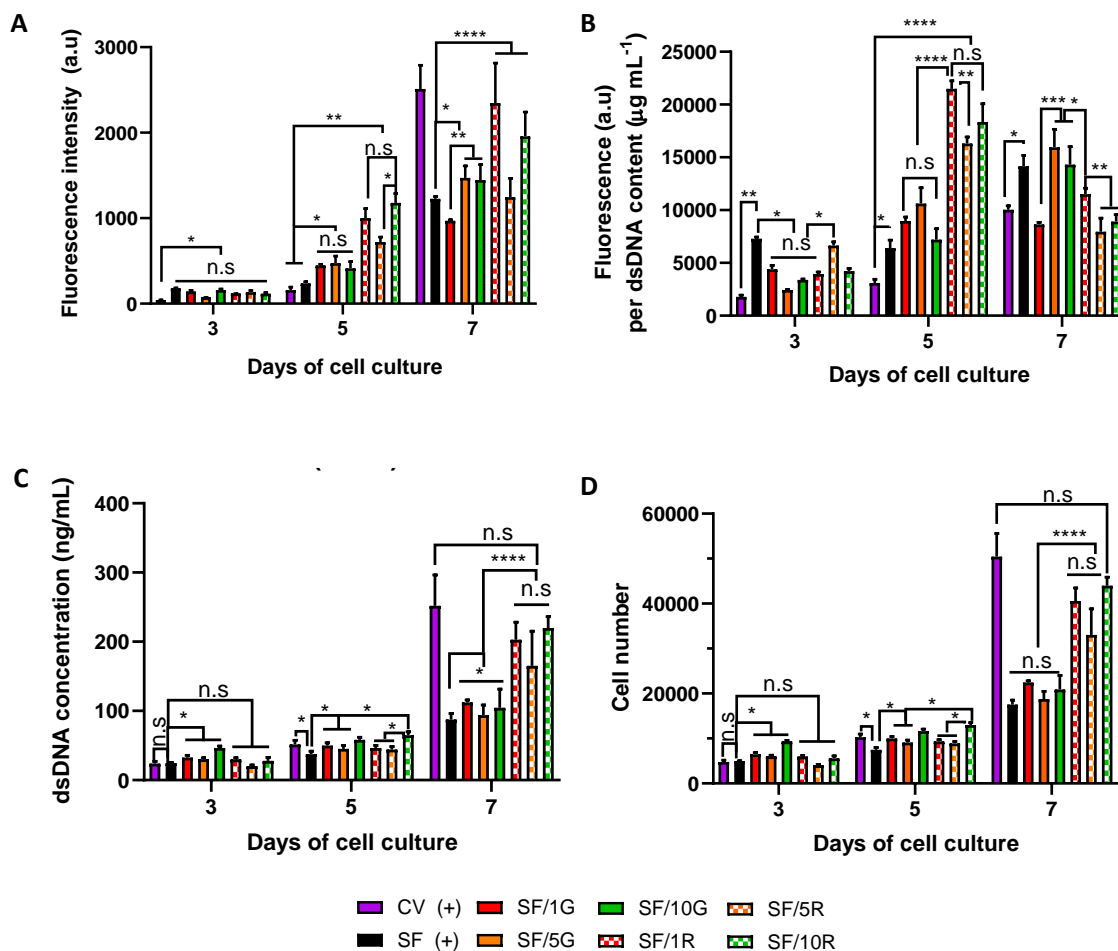 A
Fluorescence intensity (a.u)
3000
2000
1000
0
*
n.s
**
*
n.s
n.s
*
****
*
**
3
5
7
Days of cell culture
B
Fluorescence (a.u)
per dsDNA content (µg mL⁻¹)
25000
20000
15000
10000
5000
0
**
*
n.s
*
****
****
n.s
**
n.s
*
*
***
*
**
3
5
7
Days of cell culture
C
dsDNA concentration (ng/mL)
400
300
200
100
0
n.s
n.s
*
*
*
*
*
n.s
****
n.s
*
3
5
7
Days of cell culture
D
Cell number
60000
40000
20000
0
n.s
n.s
*
*
*
*
*
n.s
****
n.s
n.s
3
5
7
Days of cell culture
CV (+)
SF/1G
SF/10G
SF/5R
SF (+)
SF/5G
SF/1R
SF/10R